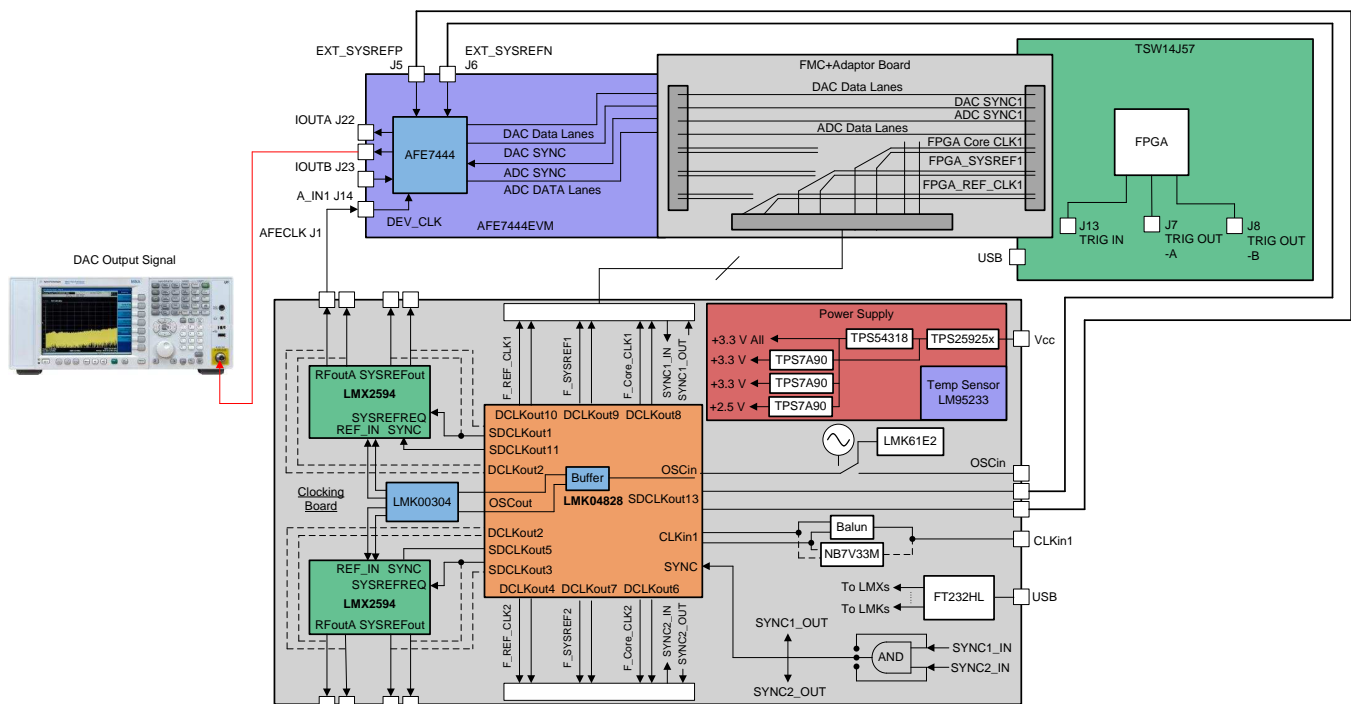 EXT_SYSREFP
J5
EXT_SYSREFN
J6
TSW14J57
FMC+Adaptor Board
DAC Data Lanes
DAC SYNC1
ADC SYNC1
ADC Data Lanes
FPGA Core CLK1
FPGA_SYSREF1
FPGA_REF_CLK1
FPGA
J13
TRIG IN
J7
TRIG OUT
-A
J8
TRIG OUT
-B
USB
IOUTA J22
IOUTB J23
A_IN1 J14
AFECLK J1
AFE7444
DAC Data Lanes
DAC SYNC
ADC SYNC
ADC DATA Lanes
DEV_CLK
AFE7444EVM
DAC Output Signal
Power Supply
+3.3 V All
TPS54318
TPS25925x
Vcc
+3.3 V
TPS7A90
+3.3 V
TPS7A90
+2.5 V
TPS7A90
Temp Sensor
LM95233
F_REF_CLK1
F_SYSREF1
F_Core_CLK1
SYNC1_IN
SYNC1_OUT
RFoutA SYSREFout
LMX2594
SYSREFREQ
REF_IN SYNC
DCLKout10 DCLKout9 DCLKout8
SDCLKout1
SDCLKout11
DCLKout2
OSCout
Buffer
LMK04828
OSCin
SDCLKout13
CLKin1
SYNC
DCLKout2
SDCLKout5
SDCLKout3
DCLKout4 DCLKout7 DCLKout6
Clocking
Board
LMK00304
LMK61E2
OSCin
Balun
NB7V33M
CLKin1
REF_IN SYNC
SYSREFREQ
LMX2594
RFoutA SYSREFout
To LMXs
To LMKs
FT232HL
USB
F_REF_CLK2
F_SYSREF2
F_Core_CLK2
SYNC2_IN
SYNC2_OUT
SYNC1_OUT
SYNC2_OUT
AND
SYNC1_IN
SYNC2_IN